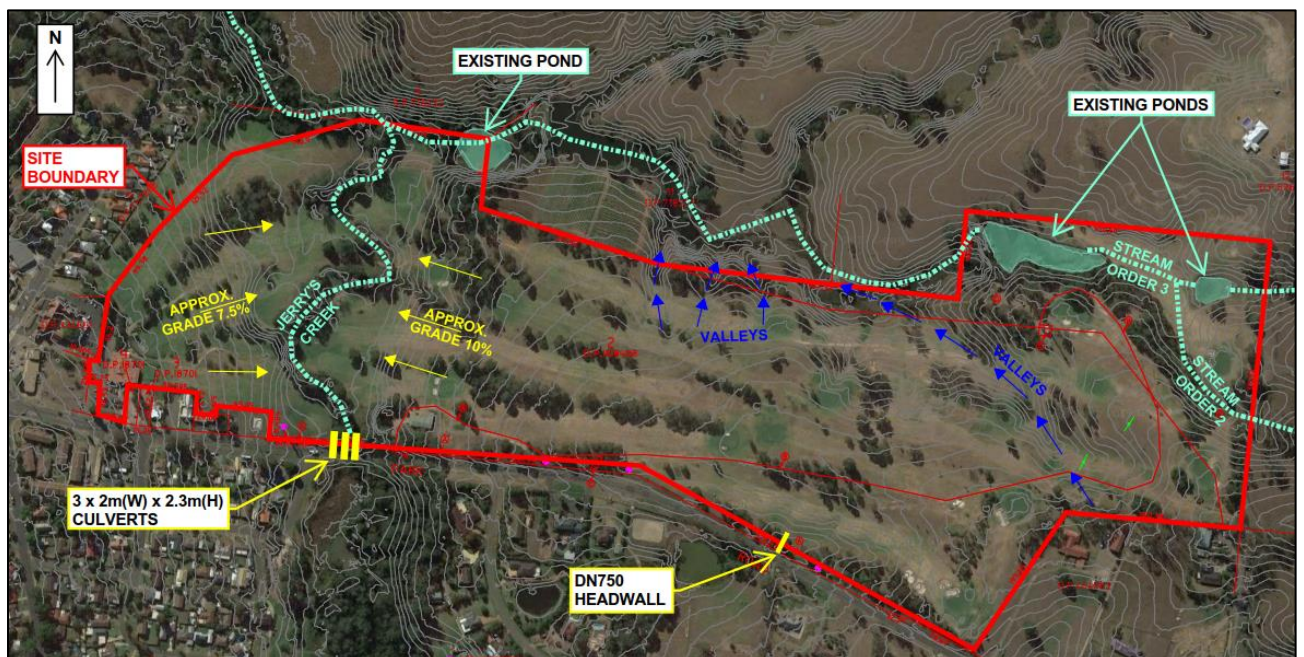 N
EXISTING POND
EXISTING PONDS
SITE
BOUNDARY
STREAM
ORDER 3
APPROX.
GRADE 7.5%
JERRY'S
CREEK
APPROX.
GRADE 10%
VALLEYS
VALLEYS
STREAM
ORDER 2
2
3 x 2m(W) x 2.3m(H)
CULVERTS
DN750
HEADWALL